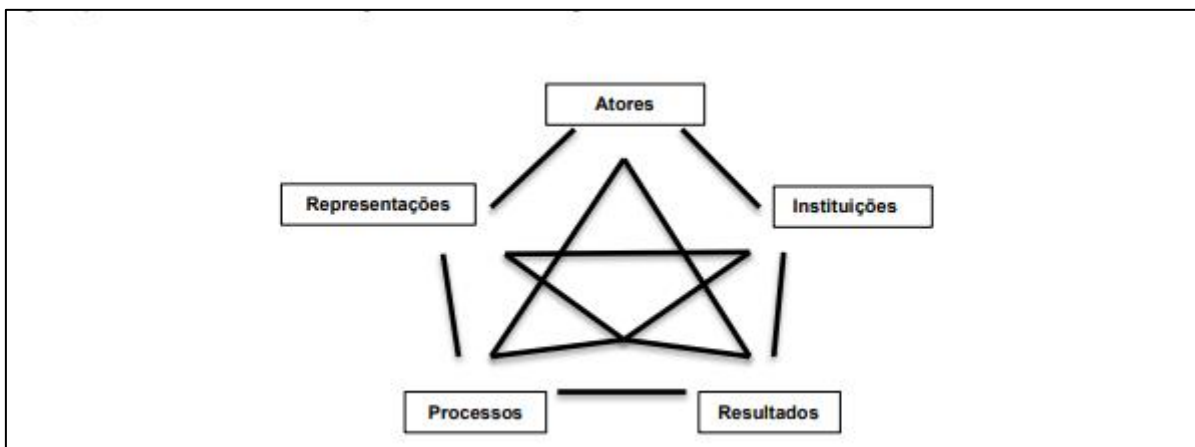 Atores
Representações
Instituições
Processos
Resultados